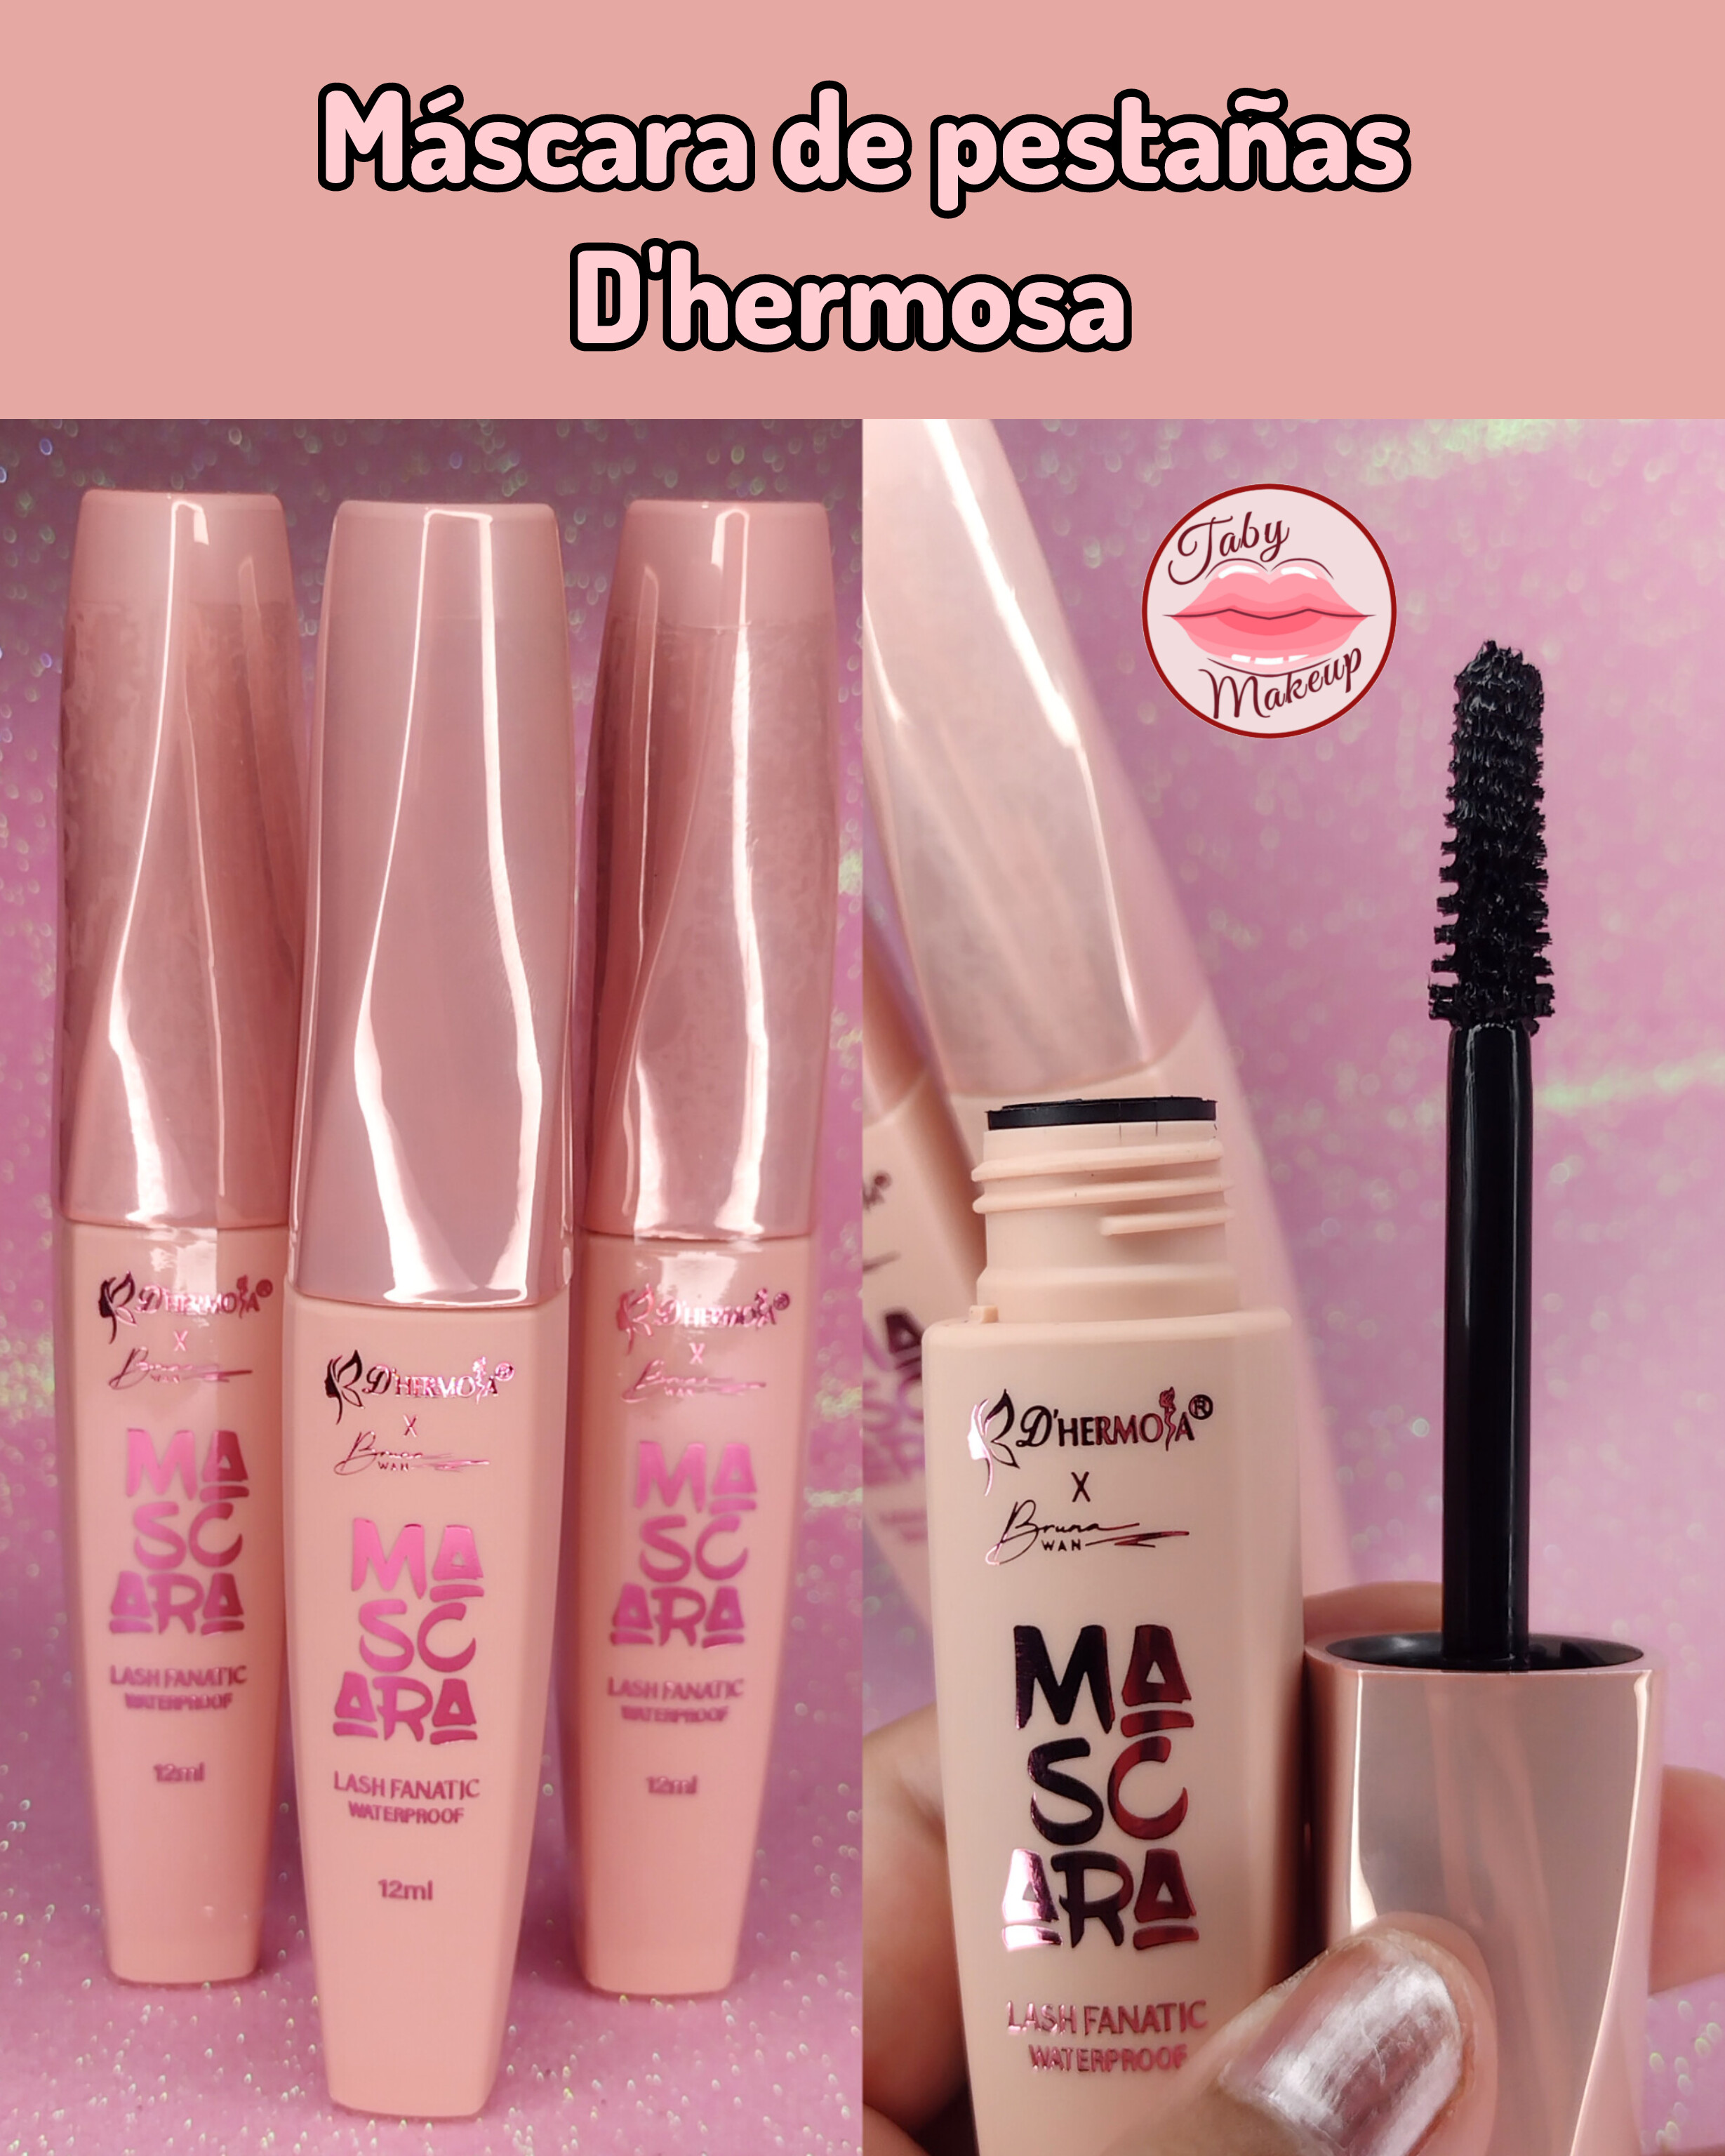 Máscara de pestañas
D'hermosa
Taby
Makeup
D'HERMOSA®
X
Bruna
WAN
MA
SC
ARA
LASH FANATIC
WATERPROOF
12ml
D'HERMOSA®
X
Bruna
WAN
MA
SC
ARA
LASH FANATIC
WATERPROOF
12ml
D'HERMOSA®
X
Bruna
WAN
MA
SC
ARA
LASH FANATIC
WATERPROOF
12ml
D'HERMOSA®
X
Bruna
WAN
MA
SC
ARA
LASH FANATIC
WATERPROOF